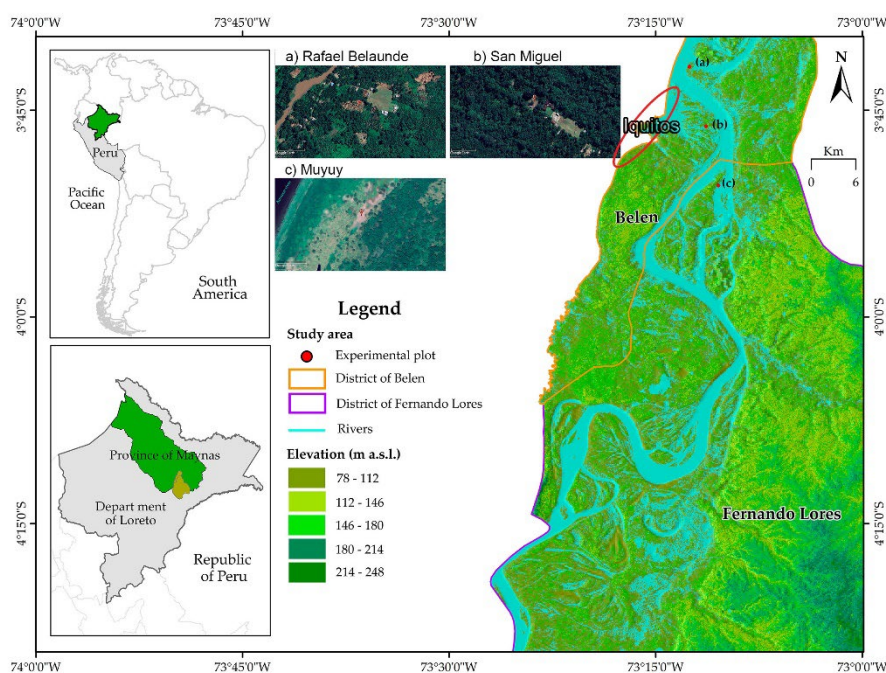 74°0'0"W
73°45'0"W
73°30'0"W
73°15'0"W
73°0'0"W
3°45'0"S
4°0'0"S
4°15'0"S
3°45'0"S
4°0'0"S
4°15'0"S
Peru
Pacific
Ocean
South
America
Province of Maynas
Depart ment
of Loreto
Republic
of Peru
a) Rafael Belaunde
b) San Miguel
c) Muyuy
Legend
Study area
Experimental plot
District of Belen
District of Fernando Lores
Rivers
Elevation (m a.s.l.)
78 - 112
112 - 146
146 - 180
180 - 214
214 - 248
Iquitos
(a)
(b)
(c)
Belen
Fernando Lores
N
Km
0 6
74°0'0"W
73°45'0"W
73°30'0"W
73°15'0"W
73°0'0"W